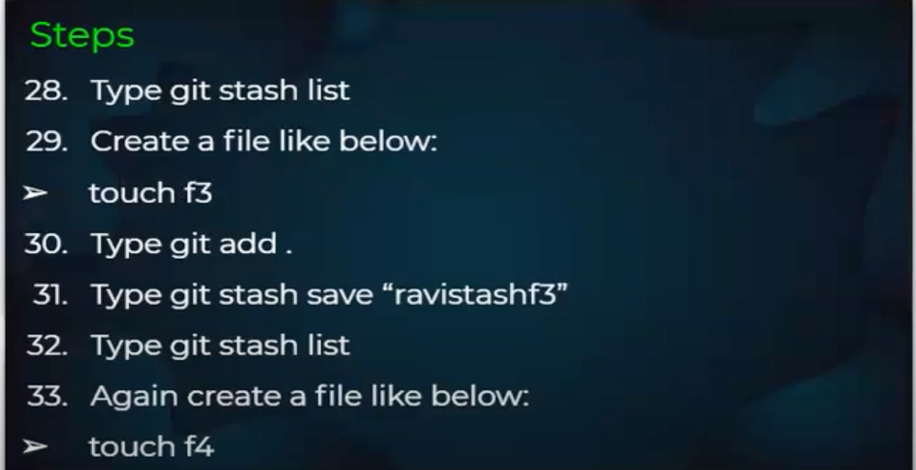 Steps
28. Type git stash list
29. Create a file like below:
➢ touch f3
30. Type git add .
31. Type git stash save “ravistashf3”
32. Type git stash list
33. Again create a file like below:
➢ touch f4